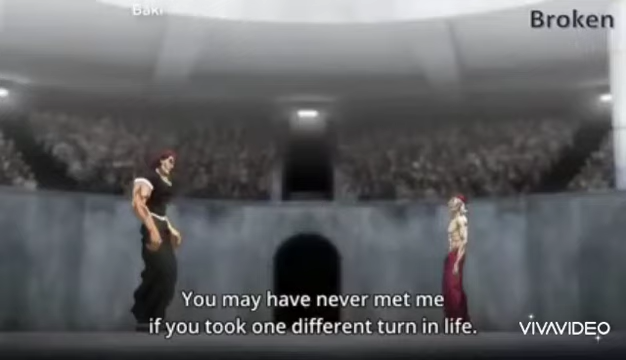 Baki
Broken
You may have never met me
if you took one different turn in life.
VIVAVIDEO